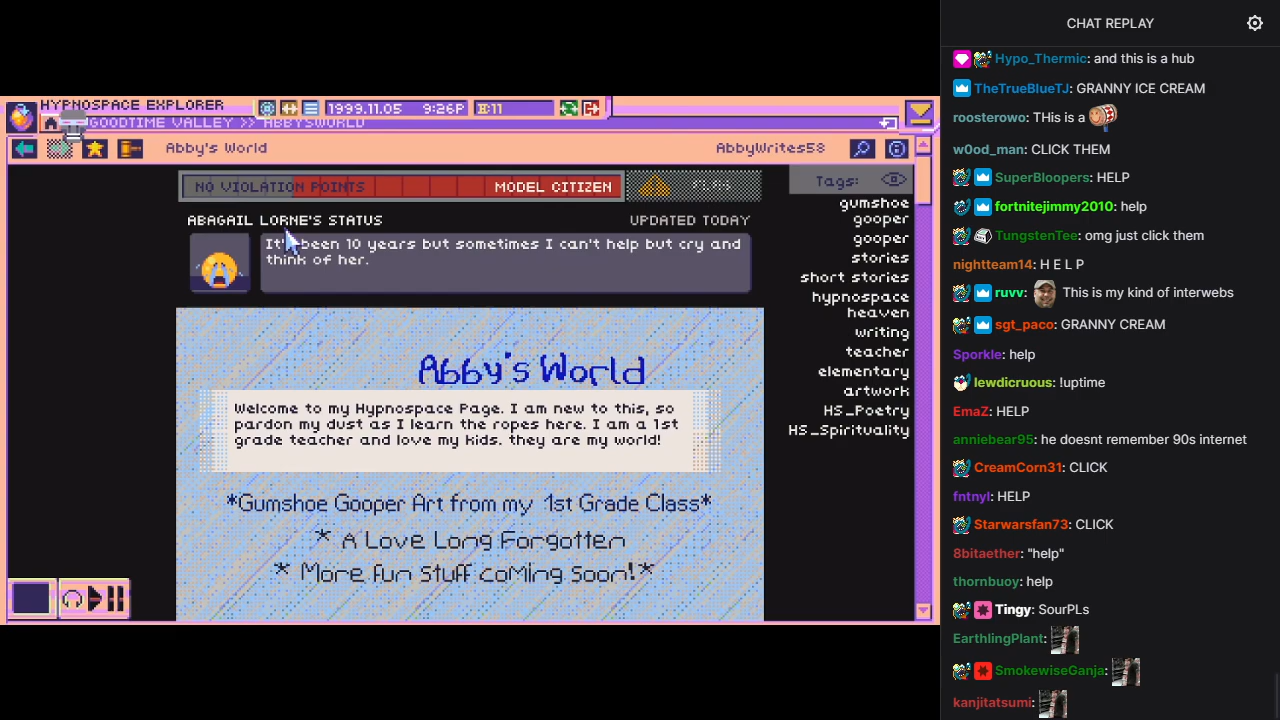 HYPNOSPACE EXPLORER
1999.11.05 9:26P
:11
GOODTIME VALLEY >> ABBYSWORLD
Abby's World
AbbyWrites58
NO VIOLATION POINTS
MODEL CITIZEN
ABAGAIL LORNE'S STATUS
UPDATED TODAY
been 10 years but sometimes I can't help but cry and
think of her.
Abby's World
Welcome to my Hypnospace Page. I am new to this, so
pardon my dust as I learn the ropes here. I am a 1st
grade teacher and love my kids. they are my world!
*Gumshoe Gooper Art from my 1st Grade Class*
* A Love Long Forgotten
* More fun stuff coming soon!*
Tags:
gumshoe
gooper
gooper
stories
short stories
hypnospace
heaven
writing
teacher
elementary
artwork
HS_Poetry
HS_Spirituality
CHAT REPLAY
Hypo_Thermic: and this is a hub
TheTrueBlueTJ: GRANNY ICE CREAM
roosterowo: THis is a
w0od_man: CLICK THEM
SuperBloopers: HELP
fortnitejimmy2010: help
TungstenTee: omg just click them
nightteam14: H E L P
ruvv: This is my kind of interwebs
sgt_paco: GRANNY CREAM
Sporkle: help
lewdicruous: !uptime
EmaZ: HELP
anniebear95: he doesnt remember 90s internet
CreamCorn31: CLICK
fntnyl: HELP
Starwarsfan73: CLICK
8bitaether: "help"
thornbuoy: help
Tingy: SourPLs
EarthlingPlant:
SmokewiseGanja:
kanjitatsumi: